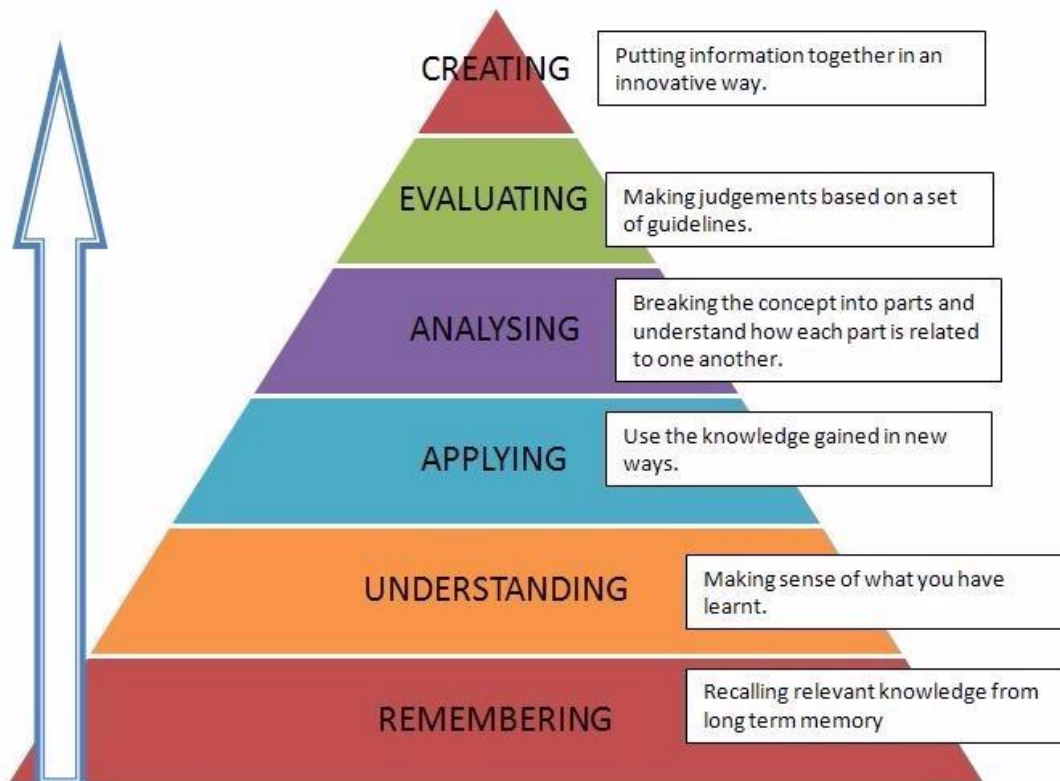 CREATING
Putting information together in an
innovative way.
EVALUATING
Making judgements based on a set
of guidelines.
ANALYSING
Breaking the concept into parts and
understand how each part is related
to one another.
APPLYING
Use the knowledge gained in new
ways.
UNDERSTANDING
Making sense of what you have
learnt.
REMEMBERING
Recalling relevant knowledge from
long term memory